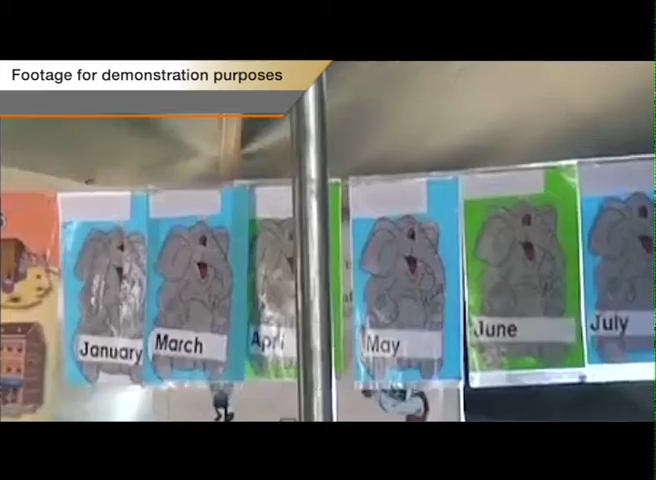 Footage for demonstration purposes
January
March
April
May
June
July